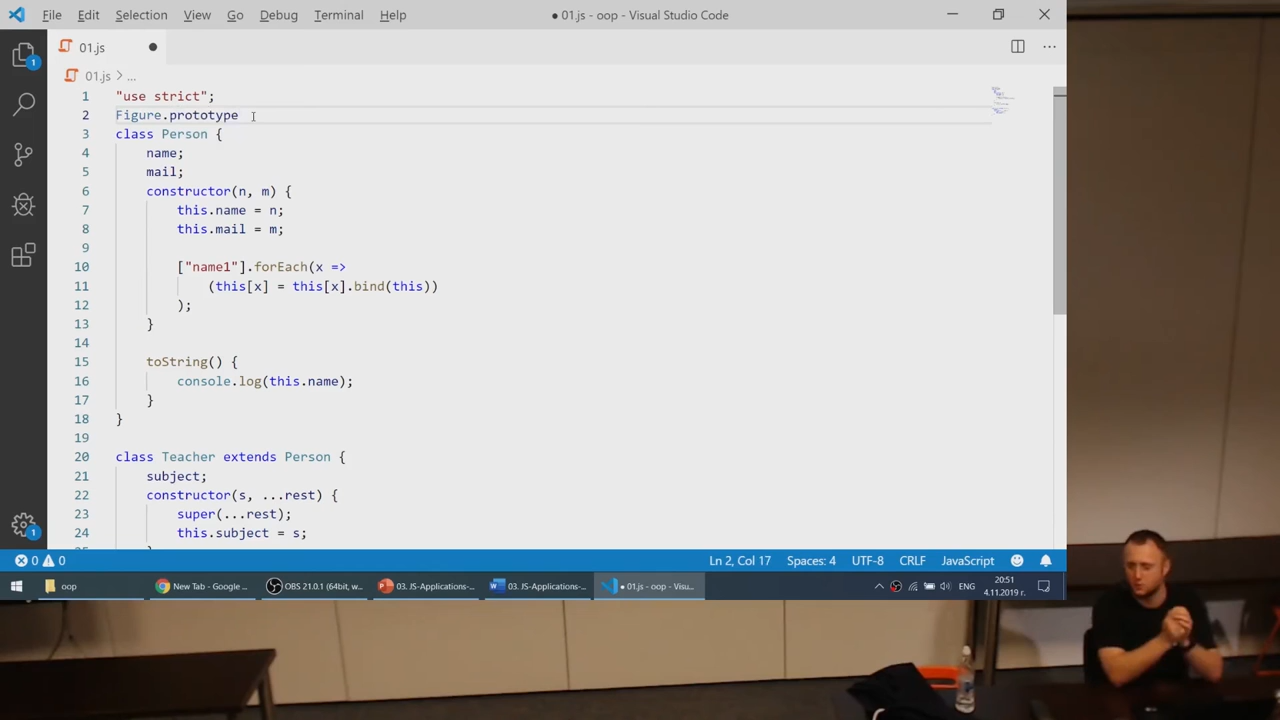 File Edit Selection View Go Debug Terminal Help
● 01.js - oop - Visual Studio Code
01.js
01.js > ...
1 "use strict";
2 Figure.prototype
3 class Person {
4 name;
5 mail;
6 constructor(n, m) {
7 this.name = n;
8 this.mail = m;
9
10 ["name1"].forEach(x =>
11 (this[x] = this[x].bind(this))
12 );
13 }
14
15 toString() {
16 console.log(this.name);
17 }
18 }
19
20 class Teacher extends Person {
21 subject;
22 constructor(s, ...rest) {
23 super(...rest);
24 this.subject = s;
1
1
0 0
Ln 2, Col 17 Spaces: 4 UTF-8 CRLF JavaScript
oop
New Tab - Google ...
OBS 21.0.1 (64bit, w...
03. JS-Applications-...
03. JS-Applications-...
● 01.js - oop - Visu...
ЕНГ
20:51
4.11.2019 г.